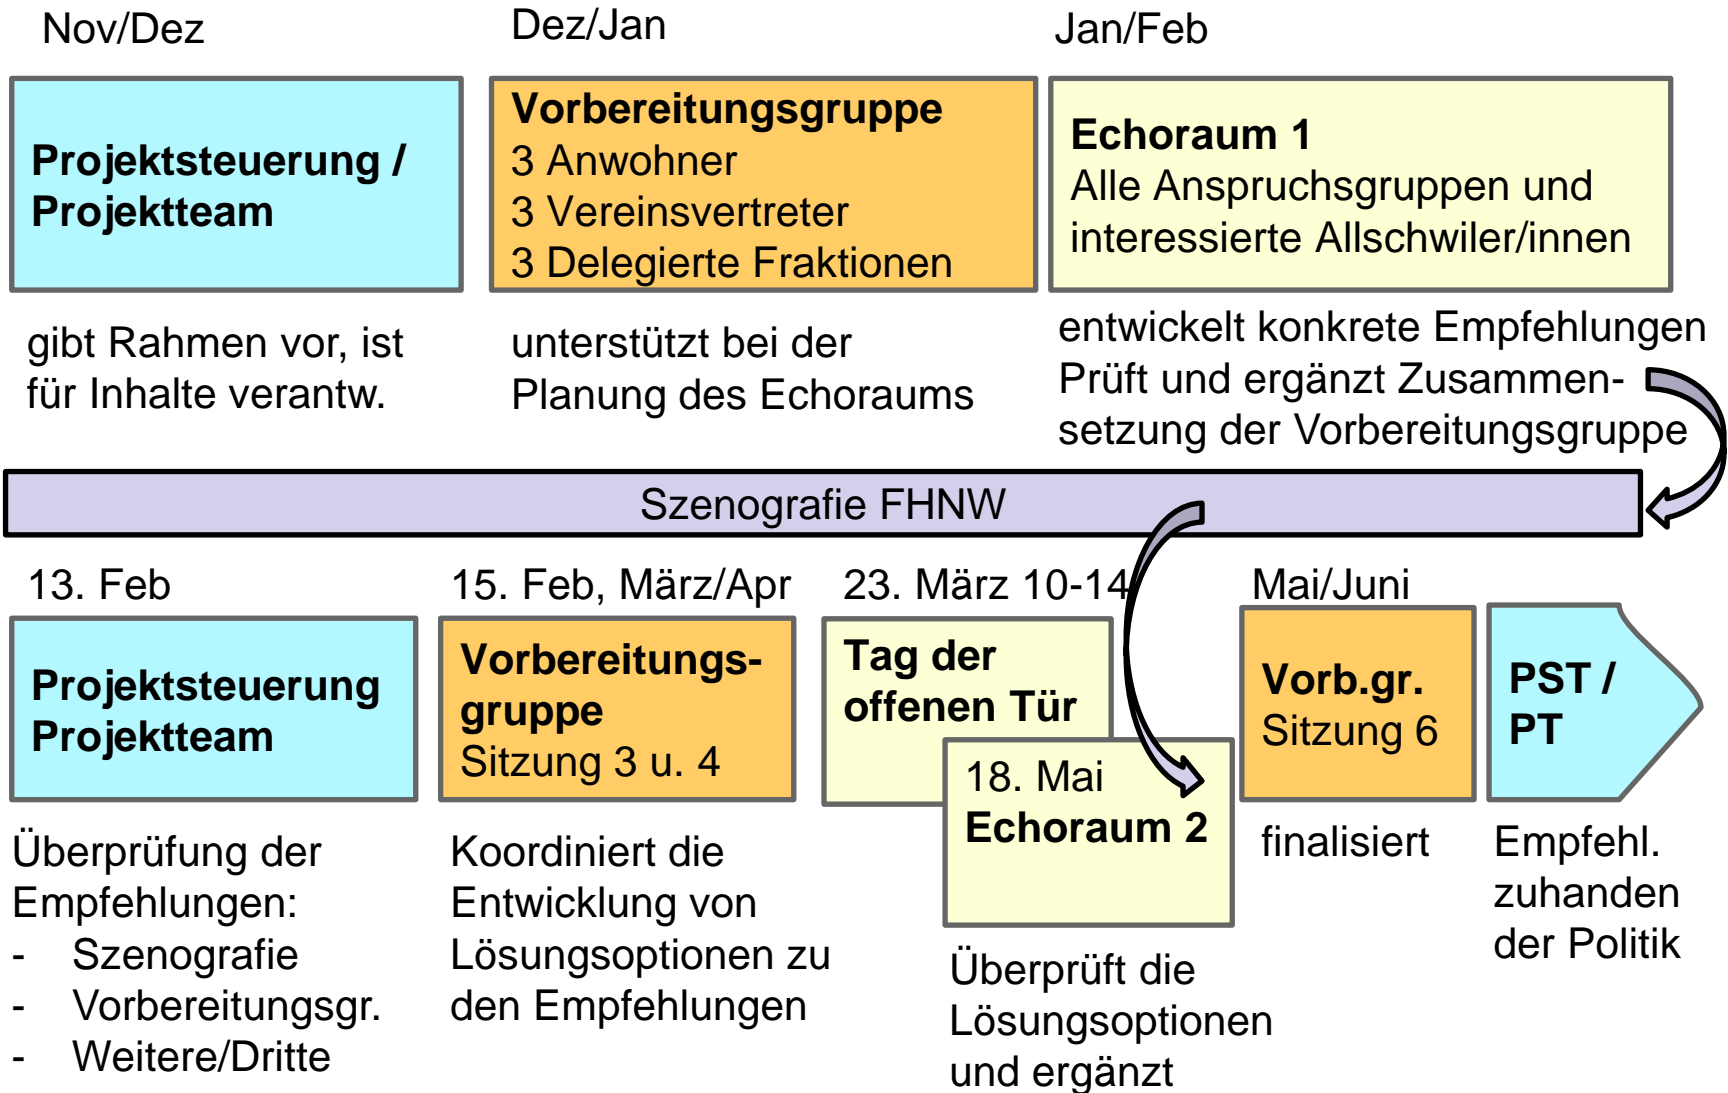 Nov/Dez
Projektsteuerung /
Projektteam
gibt Rahmen vor, ist
für Inhalte verantw.
Dez/Jan
Vorbereitungsgruppe
3 Anwohner
3 Vereinsvertreter
3 Delegierte Fraktionen
unterstützt bei der
Planung des Echoraums
Jan/Feb
Echoraum 1
Alle Anspruchsgruppen und
interessierte Allschwiler/innen
entwickelt konkrete Empfehlungen
Prüft und ergänzt Zusammen-
setzung der Vorbereitungsgruppe
Szenografie FHNW
13. Feb
Projektsteuerung
Projektteam
Überprüfung der
Empfehlungen:
- Szenografie
- Vorbereitungsgr.
- Weitere/Dritte
15. Feb, März/Apr
Vorbereitungs-
gruppe
Sitzung 3 u. 4
Koordiniert die
Entwicklung von
Lösungsoptionen zu
den Empfehlungen
23. März 10-14
Tag der
offenen Tür
18. Mai
Echoraum 2
Überprüft die
Lösungsoptionen
und ergänzt
Mai/Juni
Vorb.gr.
Sitzung 6
finalisiert
PST /
PT
Empfehl.
zuhanden
der Politik